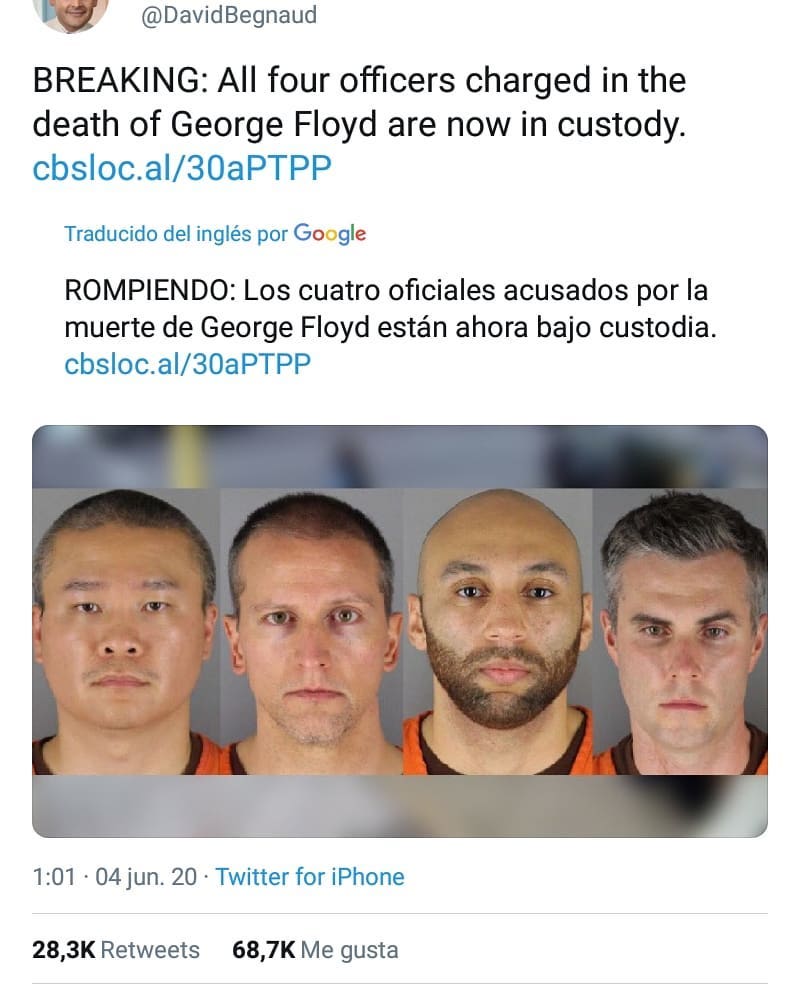 @DavidBegnaud
BREAKING: All four officers charged in the
death of George Floyd are now in custody.
cbsloc.al/30aPTPP
Traducido del inglés por Google
ROMPIENDO: Los cuatro oficiales acusados por la
muerte de George Floyd están ahora bajo custodia.
cbsloc.al/30aPTPP
1:01 · 04 jun. 20 · Twitter for iPhone
28,3K Retweets 68,7K Me gusta